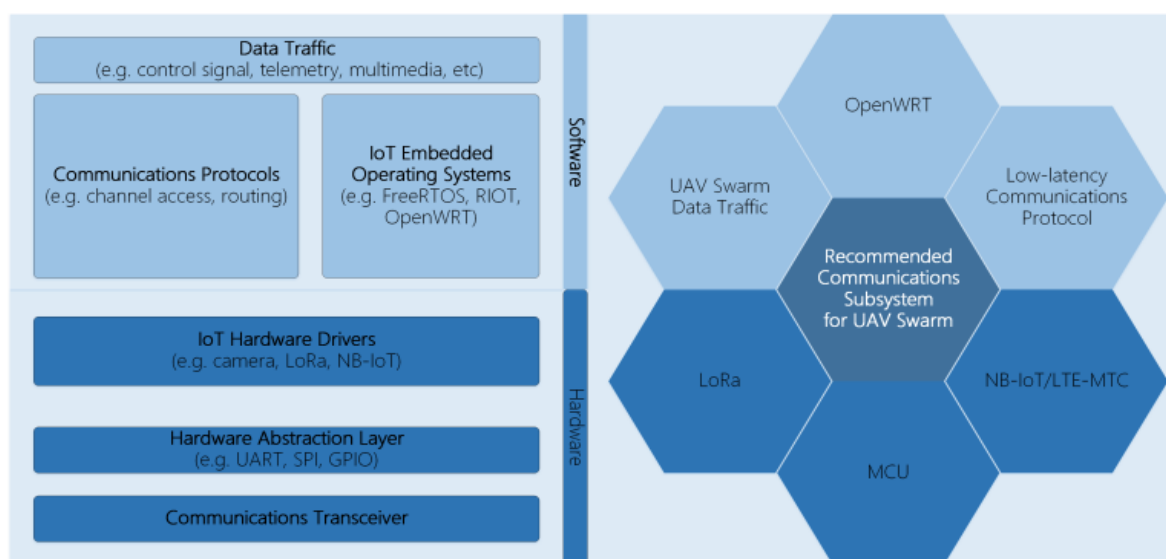 Data Traffic
(e.g. control signal, telemetry, multimedia, etc)
Communications Protocols
(e.g. channel access, routing)
IoT Embedded
Operating Systems
(e.g. FreeRTOS, RIOT,
OpenWRT)
Software
IoT Hardware Drivers
(e.g. camera, LoRa, NB-IoT)
Hardware Abstraction Layer
(e.g. UART, SPI, GPIO)
Communications Transceiver
Hardware
OpenWRT
UAV Swarm
Data Traffic
Low-latency
Communications
Protocol
Recommended
Communications
Subsystem
for UAV Swarm
LoRa
NB-IoT/LTE-MTC
MCU